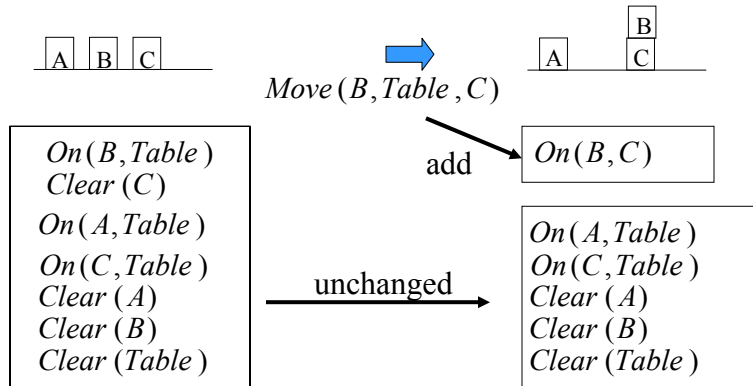 A B C
B
A C
Move(B,Table,C)
On(B,Table)
Clear(C)
On(A,Table)
On(C,Table)
Clear(A)
Clear(B)
Clear(Table)
add
On(B,C)
unchanged
On(A,Table)
On(C,Table)
Clear(A)
Clear(B)
Clear(Table)